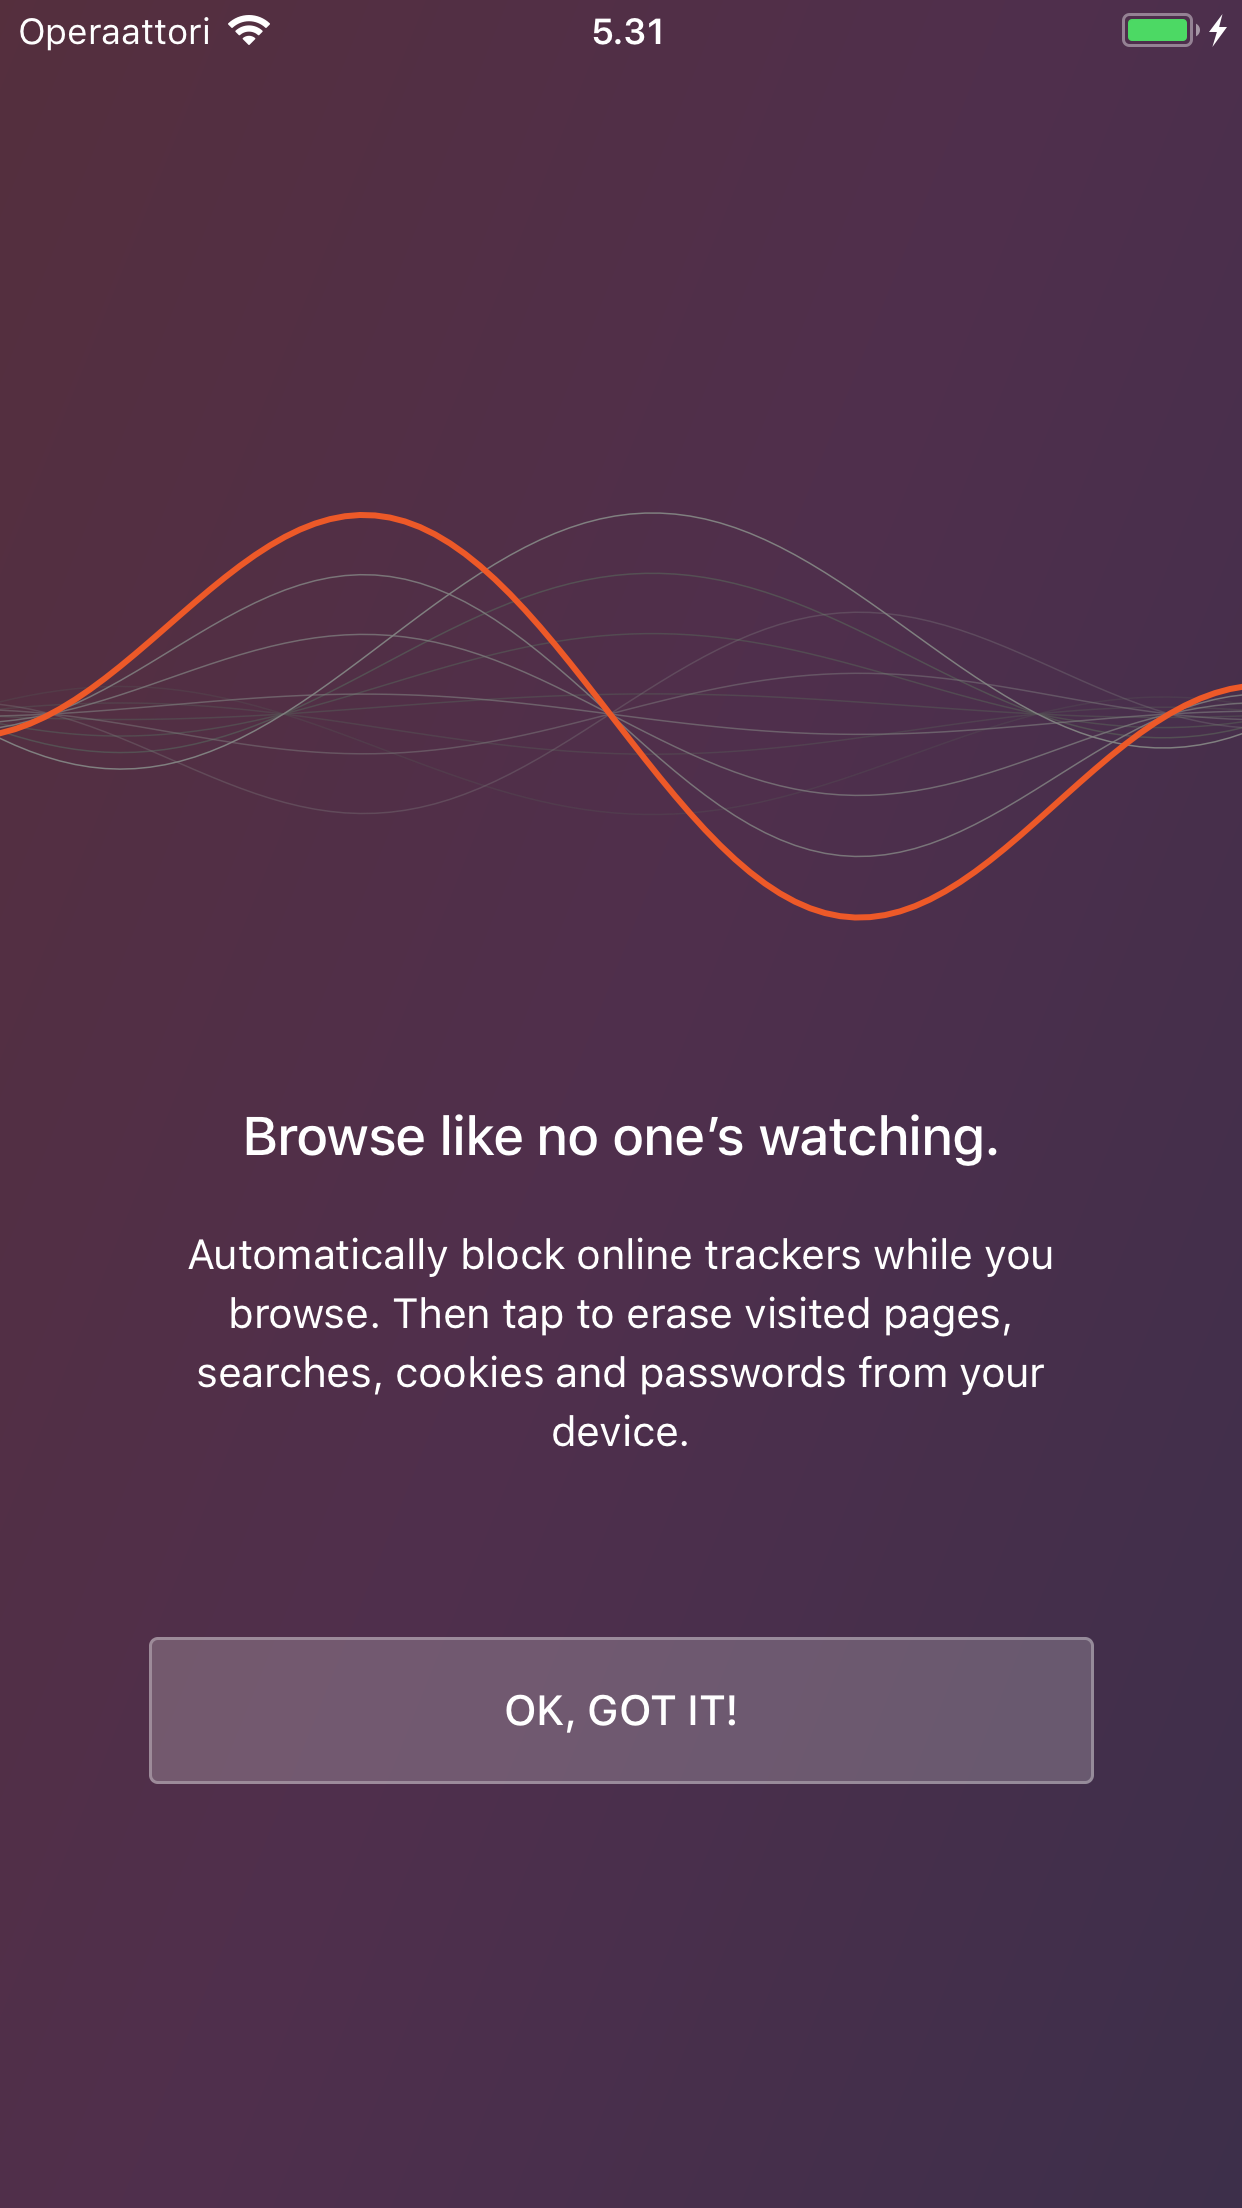 Operaattori 5.31
Browse like no one’s watching.
Automatically block online trackers while you
browse. Then tap to erase visited pages,
searches, cookies and passwords from your
device.
OK, GOT IT!